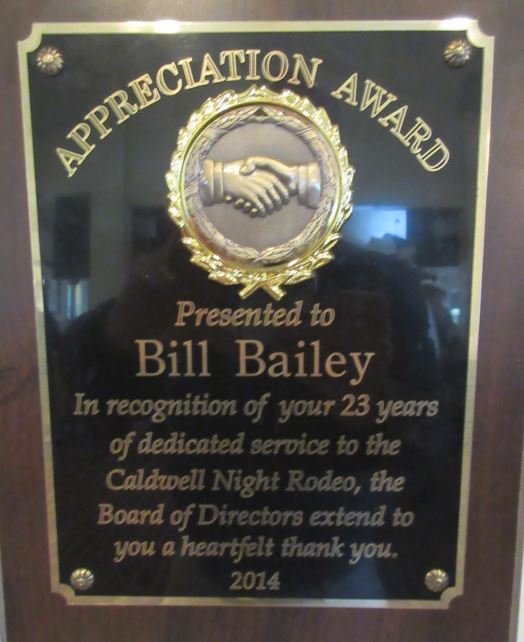 APPRECIATION AWARD
Presented to
Bill Bailey
In recognition of your 23 years
of dedicated service to the
Caldwell Night Rodeo, the
Board of Directors extend to
you a heartfelt thank you.
2014